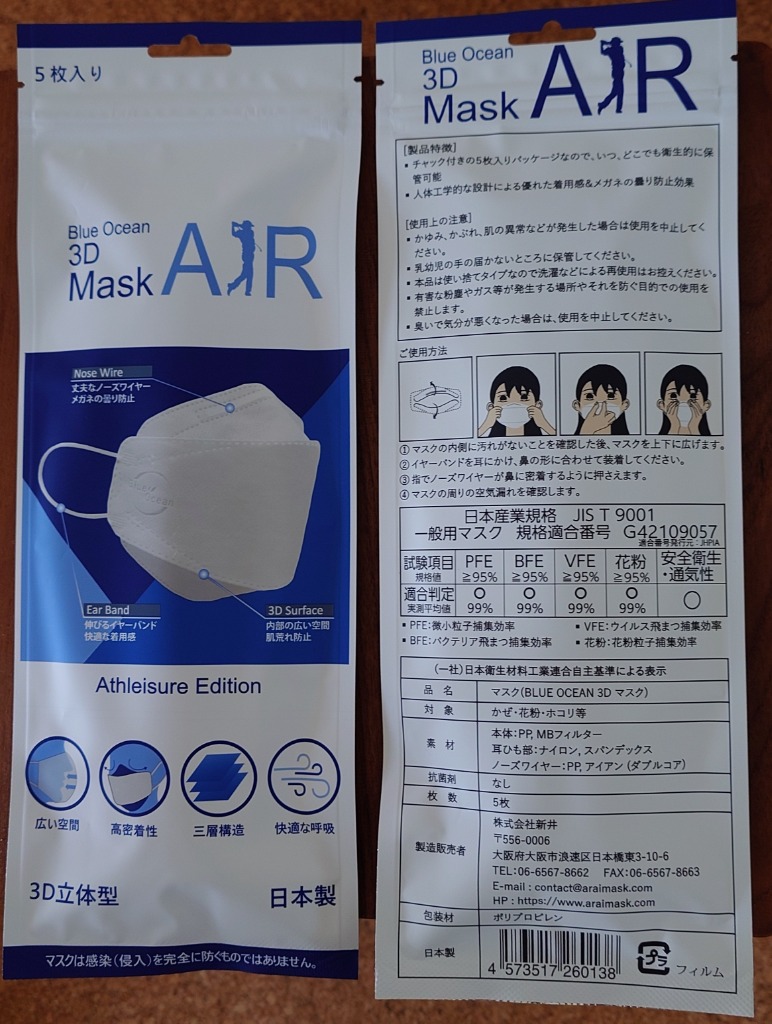 5枚入り
Blue Ocean
3D
Mask AIR
Nose Wire
丈夫なノーズワイヤー
メガネの曇り防止
Blue Ocean
Ear Band
伸びるイヤーバンド
快適な着用感
3D Surface
内部の広い空間
肌荒れ防止
Athleisure Edition
広い空間
高密着性
三層構造
快適な呼吸
3D立体型
日本製
マスクは感染(侵入)を完全に防ぐものではありません。
Blue Ocean
3D
Mask AIR
[製品特徴]
▪ チャック付きの5枚入りパッケージなので、いつ、どこでも衛生的に保
管可能
▪ 人体工学的な設計による優れた着用感&メガネの曇り防止効果
[使用上の注意]
▪ かゆみ、かぶれ、肌の異常などが発生した場合は使用を中止してく
ださい。
▪ 乳幼児の手の届かないところに保管してください。
▪ 本品は使い捨てタイプなので洗濯などによる再使用はお控えください。
▪ 有害な粉塵やガス等が発生する場所やそれを防ぐ目的での使用を
禁止します。
▪ 臭いで気分が悪くなった場合は、使用を中止してください。
ご使用方法
① マスクの内側に汚れがないことを確認した後、マスクを上下に広げます。
② イヤーバンドを耳にかけ、鼻の形に合わせて装着してください。
③ 指でノーズワイヤーが鼻に密着するように押さえます。
④ マスクの周りの空気漏れを確認します。
日本産業規格 JIS T 9001
一般用マスク 規格適合番号 G42109057
適合番号発行元:JHPIA
試験項目 PFE BFE VFE 花粉 安全衛生
規格値 ≧95% ≧95% ≧95% ≧95% ・通気性
適合判定 ○ ○ ○ ○ ○
実測平均値 99% 99% 99% 99%
▪ PFE:微小粒子捕集効率 ▪ VFE:ウイルス飛まつ捕集効率
▪ BFE:バクテリア飛まつ捕集効率 ▪ 花粉:花粉粒子捕集効率
(一社)日本衛生材料工業連合自主基準による表示
品 名 マスク(BLUE OCEAN 3D マスク)
対 象 かぜ・花粉・ホコリ等
素 材 本体:PP, MBフィルター
耳ひも部:ナイロン, スパンデックス
ノーズワイヤー:PP, アイアン (ダブルコア)
抗菌剤 なし
枚 数 5枚
製造販売者 株式会社新井
〒556-0006
大阪府大阪市浪速区日本橋東3-10-6
TEL:06-6567-8662 FAX:06-6567-8663
E-mail : contact@araimask.com
HP : https://www.araimask.com
包装材 ポリプロピレン
日本製
4 573517 260138
プラ
フィルム